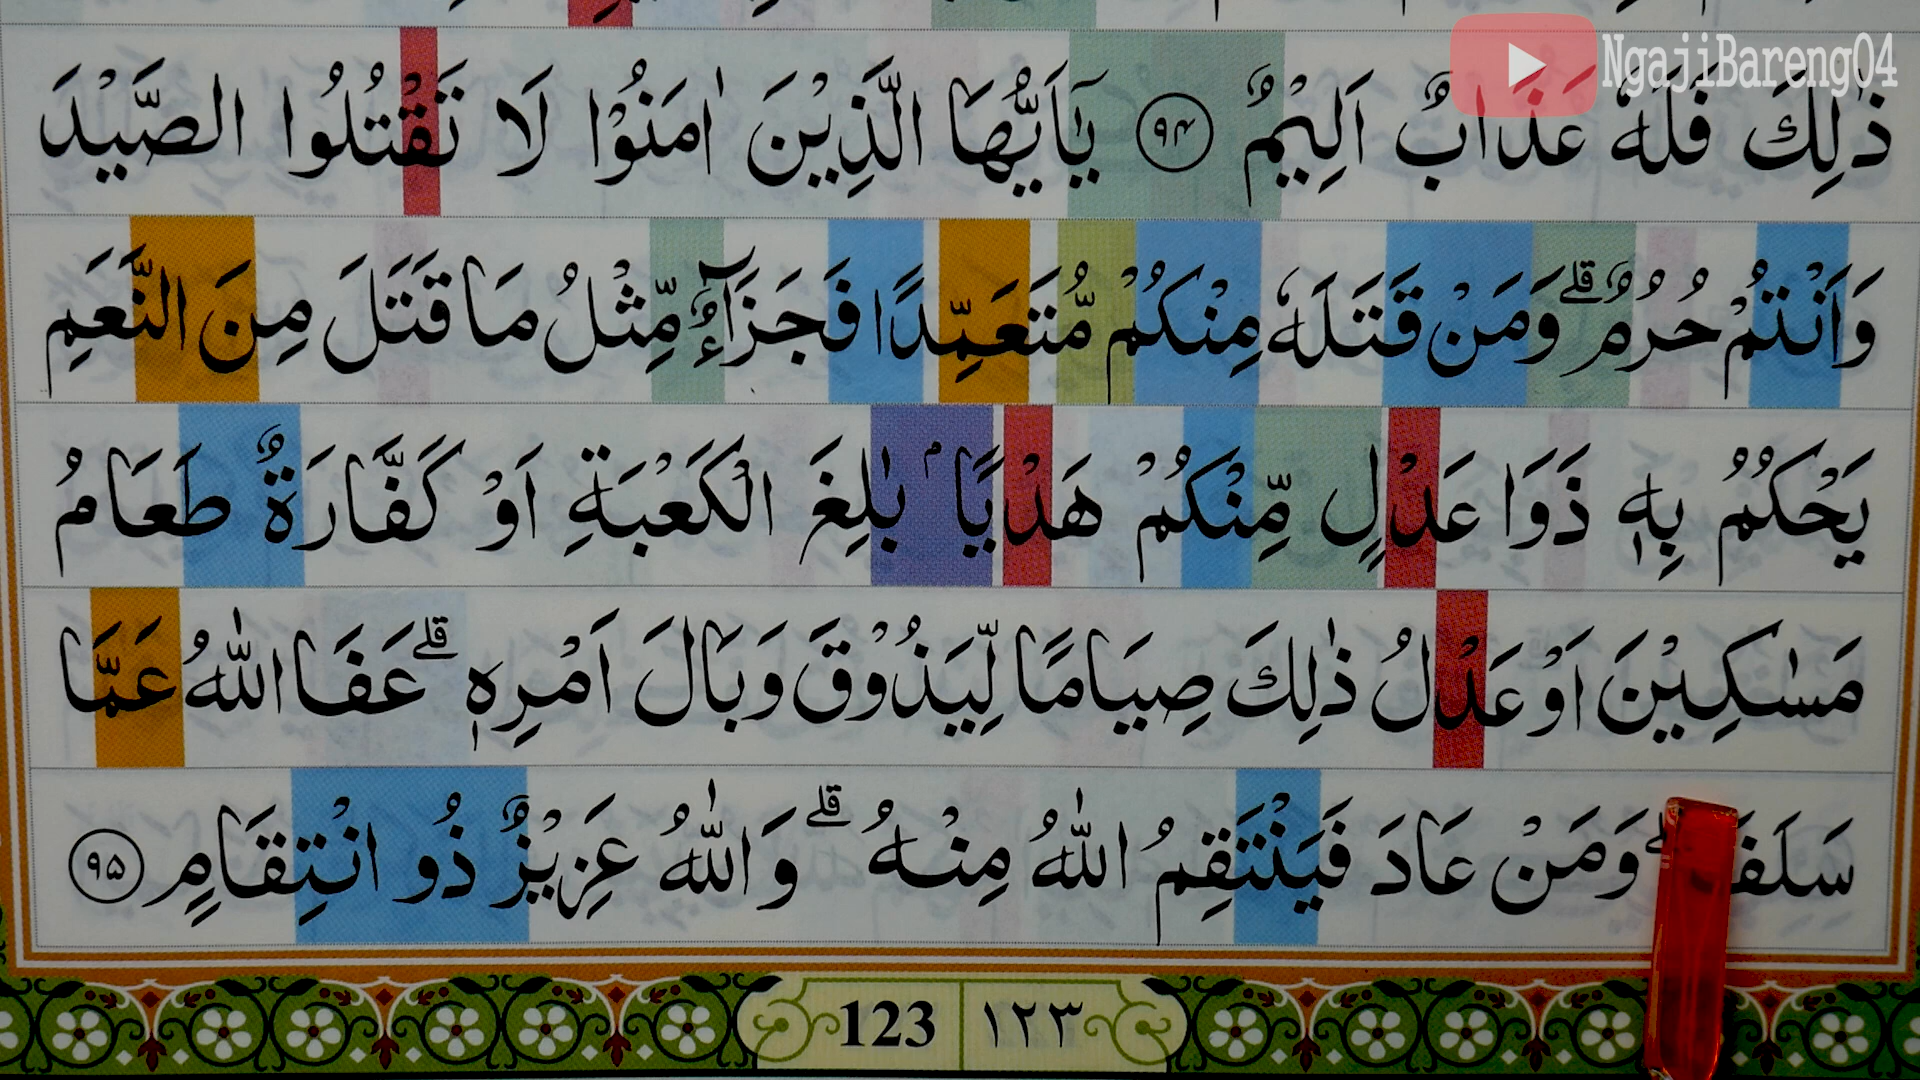 NgajiBareng04
ذٰلِكَ فَلَهٗ عَذَابٌ اَلِيْمٌ ۝٩٤ يٰٓاَيُّهَا الَّذِيْنَ اٰمَنُوْا لَا تَقْتُلُوا الصَّيْدَ
وَاَنْتُمْ حُرُمٌ ۗوَمَنْ قَتَلَهٗ مِنْكُمْ مُّتَعَمِّدًا فَجَزَاۤءٌ مِّثْلُ مَا قَتَلَ مِنَ النَّعَمِ
يَحْكُمُ بِهٖ ذَوَا عَدْلٍ مِّنْكُمْ هَدْيًاۢ بٰلِغَ الْكَعْبَةِ اَوْ كَفَّارَةٌ طَعَامُ
مَسٰكِيْنَ اَوْ عَدْلُ ذٰلِكَ صِيَامًا لِّيَذُوْقَ وَبَالَ اَمْرِهٖ ۗعَفَا اللّٰهُ عَمَّا
وَمَنْ عَادَ فَيَنْتَقِمُ اللّٰهُ مِنْهُ ۗوَاللّٰهُ عَزِيْزٌ ذُو انْتِقَامٍ ۝٩٥
123 ١٢٣